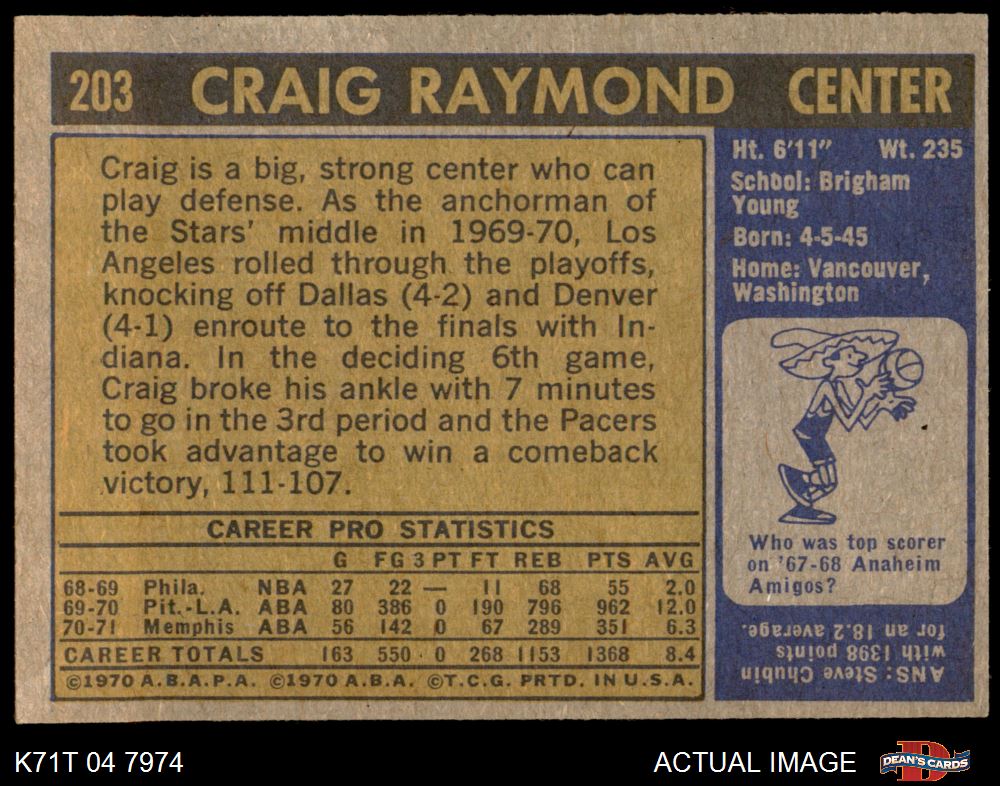 203 CRAIG RAYMOND CENTER
Craig is a big, strong center who can
play defense. As the anchorman of
the Stars' middle in 1969-70, Los
Angeles rolled through the playoffs,
knocking off Dallas (4-2) and Denver
(4-1) enroute to the finals with In-
diana. In the deciding 6th game,
Craig broke his ankle with 7 minutes
to go in the 3rd period and the Pacers
took advantage to win a comeback
victory, 111-107.
CAREER PRO STATISTICS
G FG 3 PT FT REB PTS AVG
68-69 Phila. NBA 27 22 — 11 68 55 2.0
69-70 Pit.-L.A. ABA 80 386 0 190 796 962 12.0
70-71 Memphis ABA 56 142 0 67 289 351 6.3
CAREER TOTALS 163 550 0 268 1153 1368 8.4
©1970 A.B.A.P.A. ©1970 A.B.A. ©T.C.G. PRTD. IN U.S.A.
Ht. 6'11" Wt. 235
School: Brigham
Young
Born: 4-5-45
Home: Vancouver,
Washington
Who was top scorer
on '67-68 Anaheim
Amigos?
ANS: Steve Chubin
with 1398 points
for an 18.2 average.
K71T 04 7974
ACTUAL IMAGE
D
DEAN'S CARDS